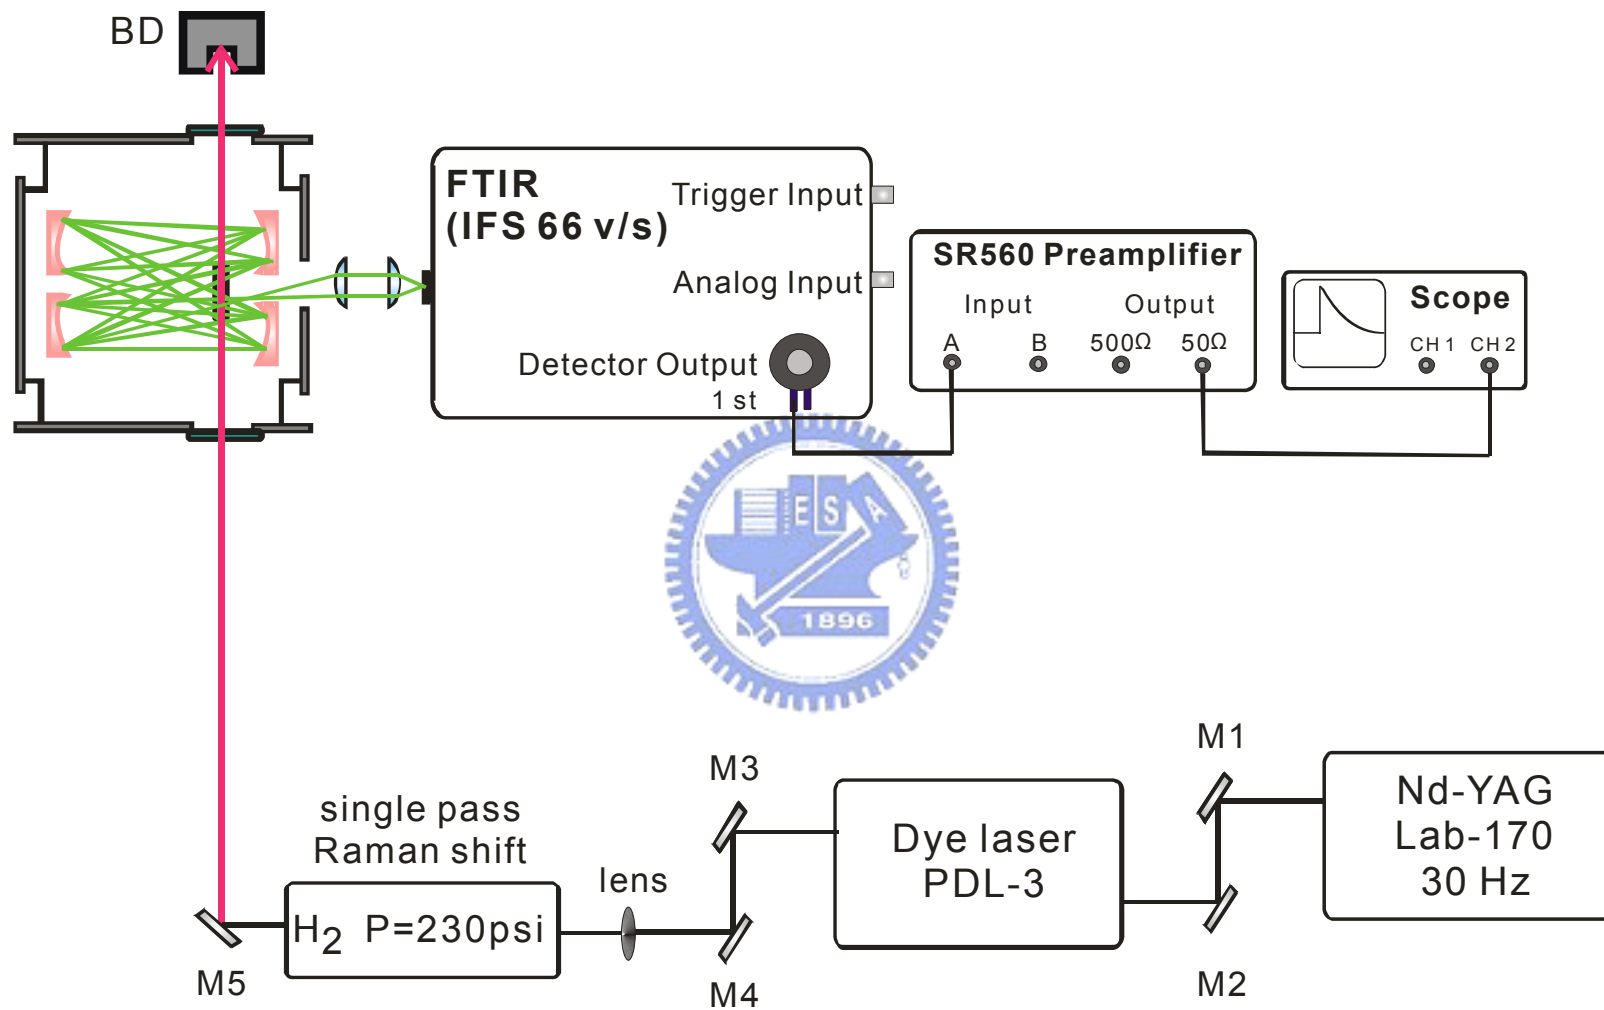 BD
FTIR
(IFS 66 v/s)
Trigger Input
Analog Input
Detector Output
1 st
SR560 Preamplifier
Input Output
A B 500Ω 50Ω
Scope
CH 1 CH 2
E S A
1896
M1
M2
M3
M4
M5
Nd-YAG
Lab-170
30 Hz
Dye laser
PDL-3
lens
single pass
Raman shift
H2 P=230psi